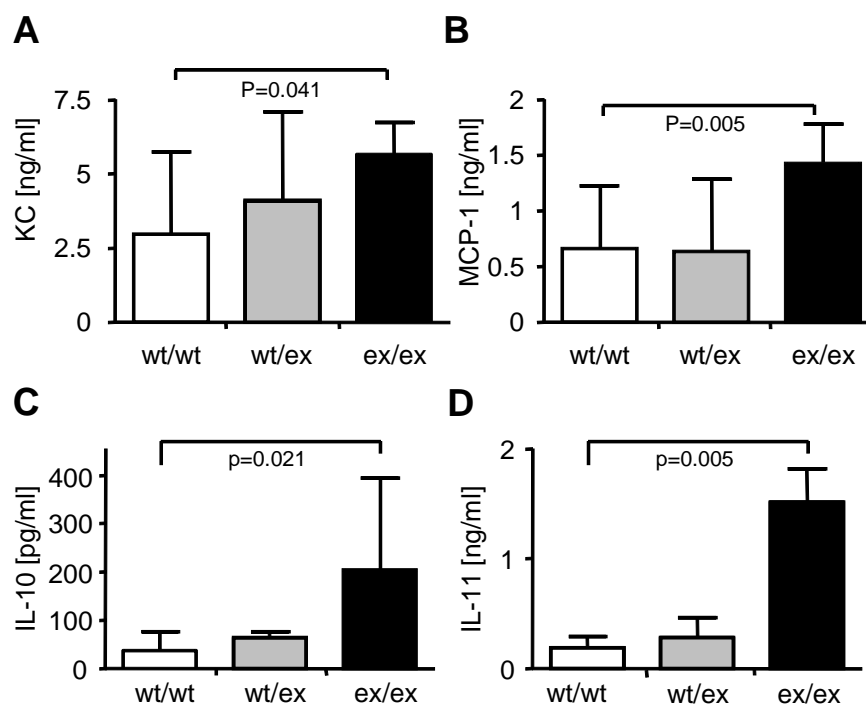 A
P=0.041
KC [ng/ml]
7.5
5
2.5
0
wt/wt wt/ex ex/ex
B
P=0.005
MCP-1 [ng/ml]
2
1.5
1
0.5
0
wt/wt wt/ex ex/ex
C
p=0.021
IL-10 [pg/ml]
400
300
200
100
0
wt/wt wt/ex ex/ex
D
p=0.005
IL-11 [ng/ml]
2
1
0
wt/wt wt/ex ex/ex